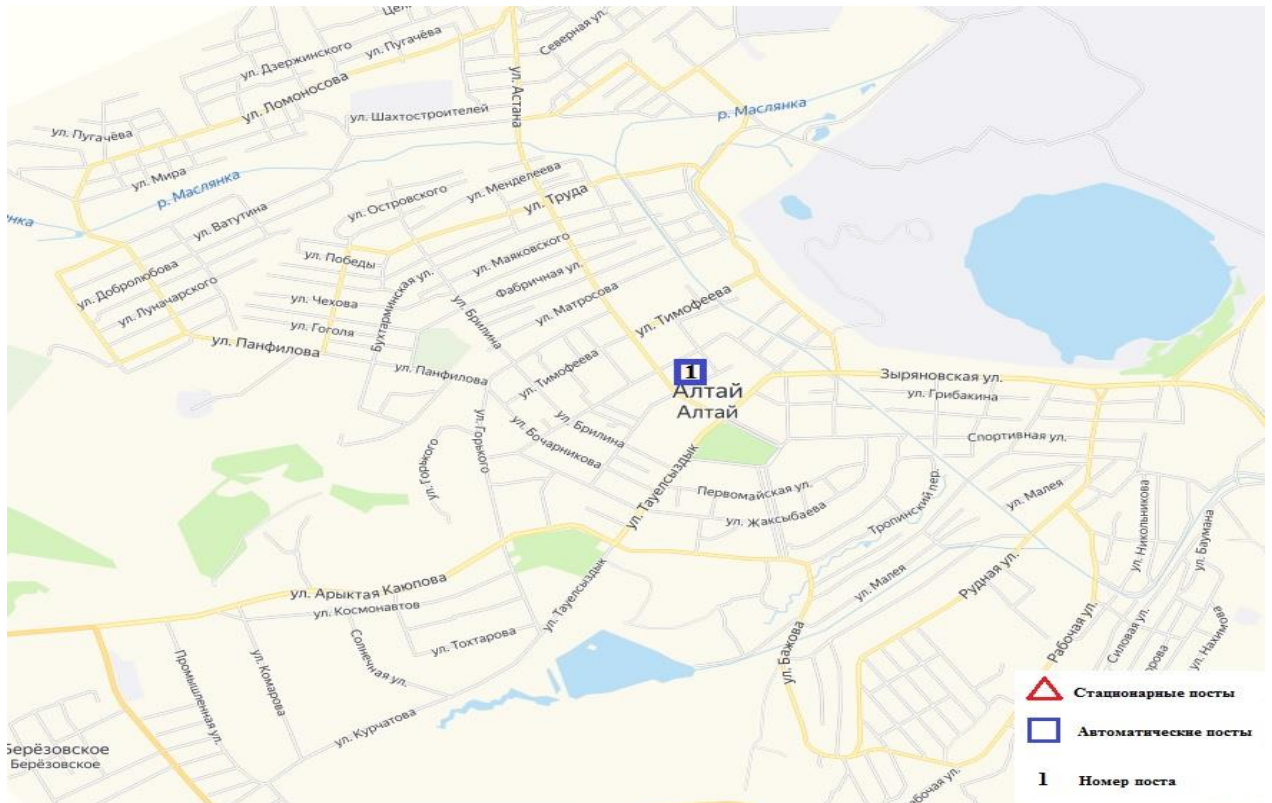 Северная ул.
ул. Пугачёва
ул. Дзержинского
ул. Ломоносова
ул. Астана
ул. Шахтостроителей
р. Маслянка
ул. Пугачёва
ул. Мира
р. Маслянка
ул. Менделеева
ул. Островского
ул. Труда
ул. Ватутина
ул. Маяковского
ул. Победы
Фабричная ул.
ул. Добролюбова
ул. Луначарского
ул. Чехова
Бухтарминская ул.
ул. Матросова
ул. Тимофеева
ул. Гоголя
ул. Брилина
ул. Панфилова
ул. Панфилова
ул. Тимофеева
1
Алтай
Алтай
Зыряновская ул.
ул. Грибакина
Спортивная ул.
ул. Брилина
ул. Бочарникова
ул. Горького
ул. Горького
ул. Тауелсыздык
Первомайская ул.
ул. Жаксыбаева
Тропинский пер.
ул. Малея
ул. Никольникова
ул. Баумана
ул. Малея
Рудная ул.
ул. Арыктая Каюпова
ул. Космонавтов
ул. Тауелсыздык
ул. Тохтарова
Солнечная ул.
ул. Комарова
Промышленная ул.
ул. Курчатова
ул. Бажова
Рабочая ул.
Силовая ул.
ул. Нахимова
Берёзовское
Берёзовское
Стационарные посты
Автоматические посты
1 Номер поста